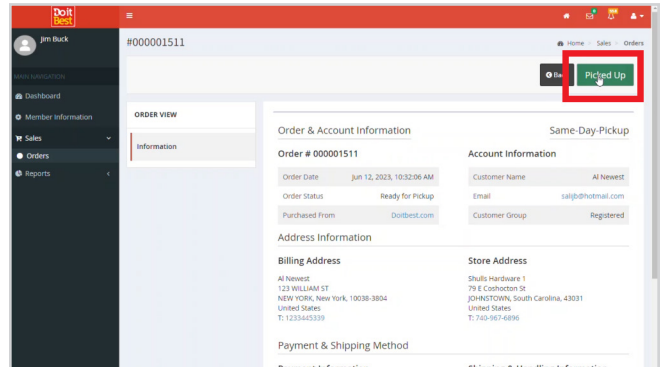 Do it
Best
Jim Buck
MAIN NAVIGATION
Dashboard
Member Information
Sales
Orders
Reports
#000001511
Home > Sales > Orders
Picked Up
ORDER VIEW
Information
Order & Account Information
Same-Day-Pickup
Order # 000001511
Order Date Jun 12, 2023, 10:32:06 AM
Order Status Ready for Pickup
Purchased From Doitbest.com
Account Information
Customer Name Al Newest
Email salijb@hotmail.com
Customer Group Registered
Address Information
Billing Address
Al Newest
123 WILLIAM ST
NEW YORK, New York, 10038-3804
United States
T: 1233445339
Store Address
Shulls Hardware 1
79 E Coshocton St
JOHNSTOWN, South Carolina, 43031
United States
T: 740-967-6896
Payment & Shipping Method